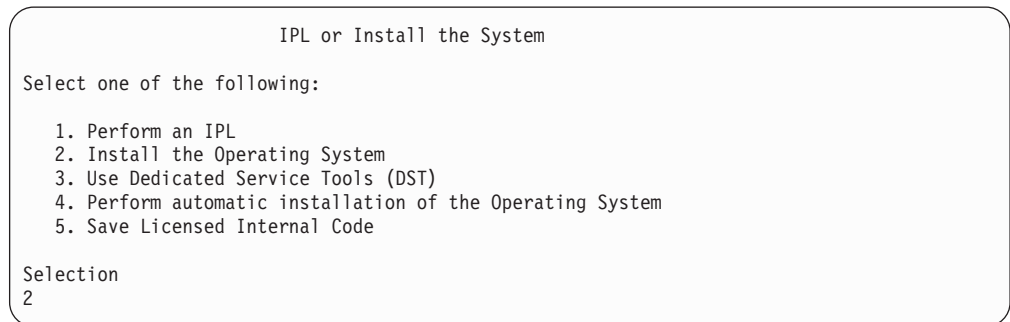 IPL or Install the System
Select one of the following:
1. Perform an IPL
2. Install the Operating System
3. Use Dedicated Service Tools (DST)
4. Perform automatic installation of the Operating System
5. Save Licensed Internal Code
Selection
2